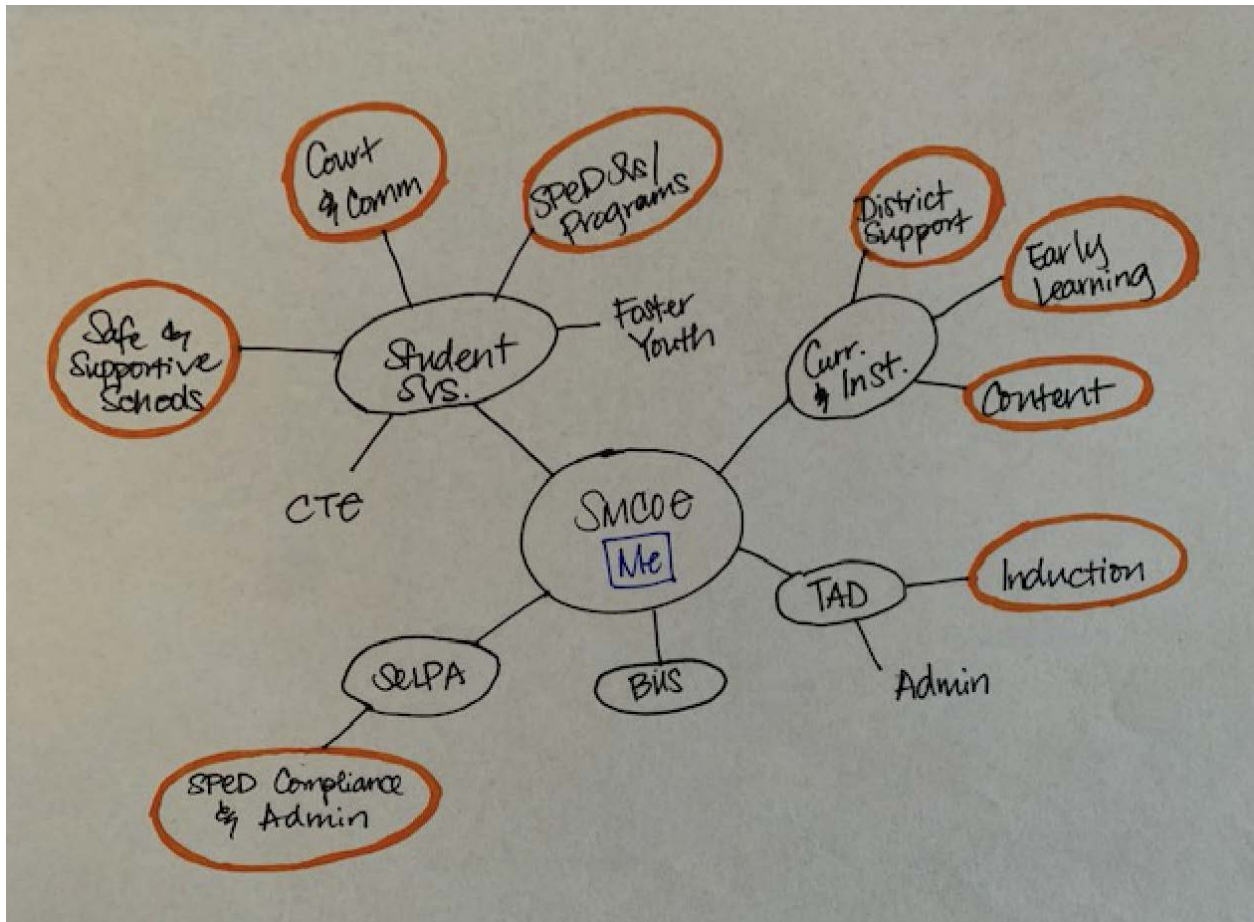 Court
& Comm
SPED Svs/
Programs
District
Support
Early
Learning
Safe &
Supportive
Schools
Student
Svs.
Foster
Youth
Curr.
& Inst.
Content
CTE
SMCOE
Me
TAD
Induction
Admin
SELPA
BUS
SPED Compliance
& Admin